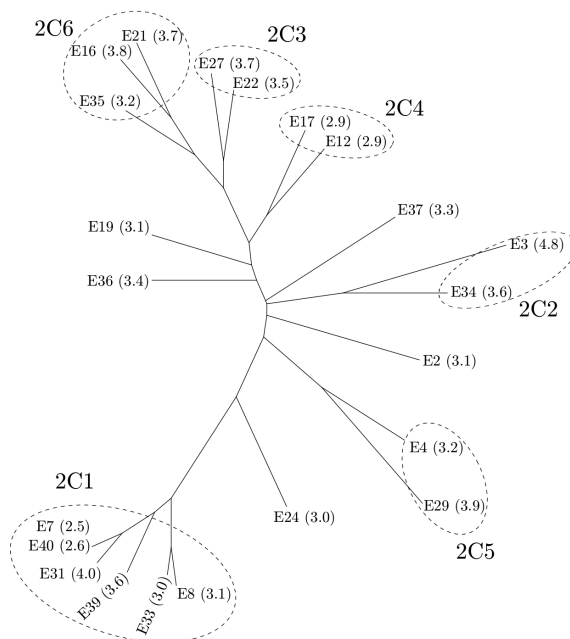 2C6
E21 (3.7)
E16 (3.8)
E35 (3.2)
2C3
E27 (3.7)
E22 (3.5)
2C4
E17 (2.9)
E12 (2.9)
E19 (3.1)
E36 (3.4)
E37 (3.3)
E3 (4.8)
E34 (3.6)
2C2
E2 (3.1)
E4 (3.2)
E29 (3.9)
2C5
E24 (3.0)
2C1
E7 (2.5)
E40 (2.6)
E31 (4.0)
E39 (3.6)
E33 (3.0)
E8 (3.1)